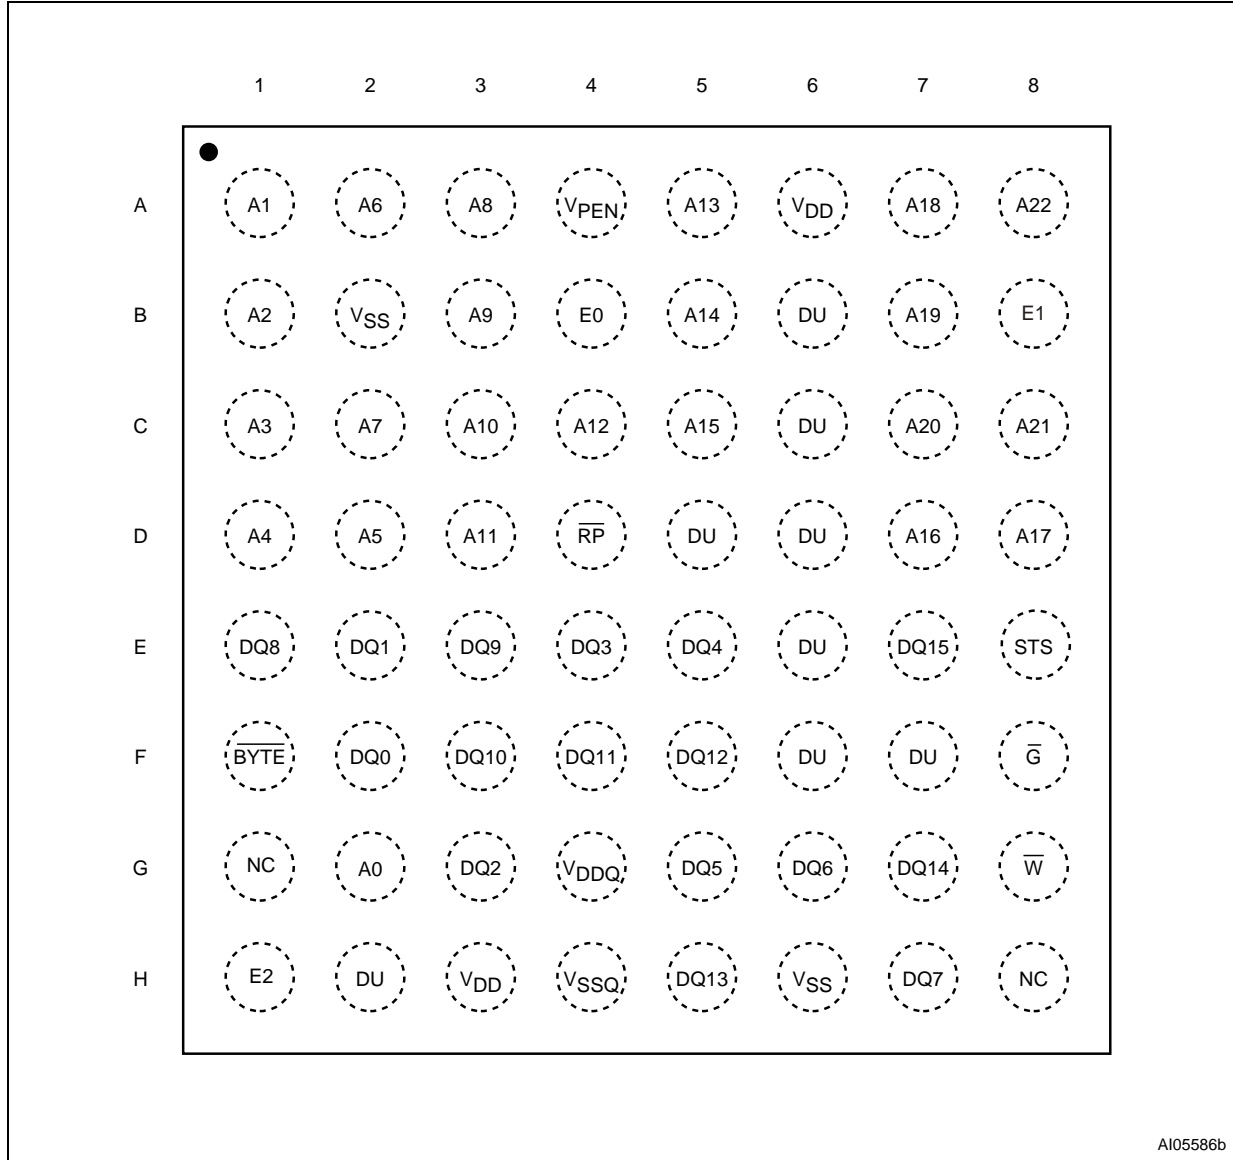 1 2 3 4 5 6 7 8
A A1 A6 A8 VPEN A13 VDD A18 A22
B A2 VSS A9 E0 A14 DU A19 E1
C A3 A7 A10 A12 A15 DU A20 A21
D A4 A5 A11 R̅P̅ DU DU A16 A17
E DQ8 DQ1 DQ9 DQ3 DQ4 DU DQ15 STS
F B̅Y̅T̅E̅ DQ0 DQ10 DQ11 DQ12 DU DU G̅
G NC A0 DQ2 VDDQ DQ5 DQ6 DQ14 W̅
H E2 DU VDD VSSQ DQ13 VSS DQ7 NC
AI05586b